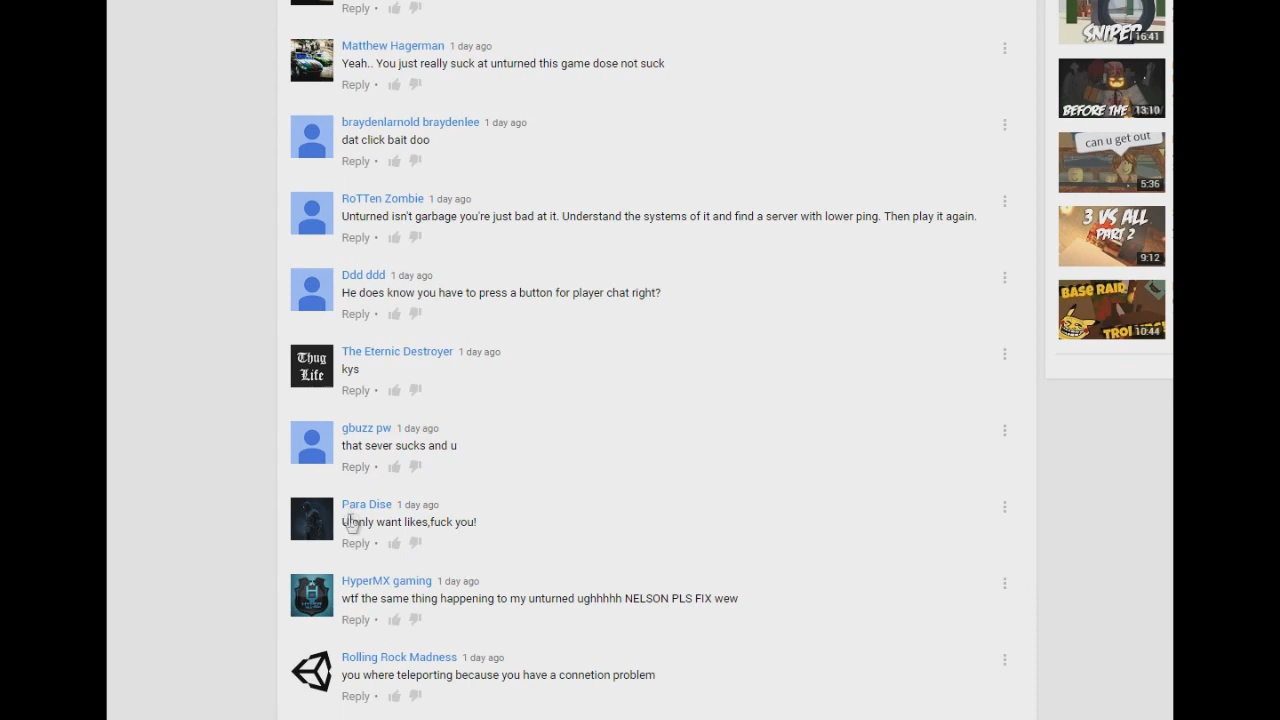 Reply •
Matthew Hagerman 1 day ago
Yeah.. You just really suck at unturned this game dose not suck
Reply •
braydenlarnold braydenlee 1 day ago
dat click bait doo
Reply •
RoTTen Zombie 1 day ago
Unturned isn't garbage you're just bad at it. Understand the systems of it and find a server with lower ping. Then play it again.
Reply •
Ddd ddd 1 day ago
He does know you have to press a button for player chat right?
Reply •
Thug
Life
The Eternic Destroyer 1 day ago
kys
Reply •
gbuzz pw 1 day ago
that sever sucks and u
Reply •
Para Dise 1 day ago
U only want likes,fuck you!
Reply •
HyperMX gaming 1 day ago
wtf the same thing happening to my unturned ughhhhh NELSON PLS FIX wew
Reply •
Rolling Rock Madness 1 day ago
you where teleporting because you have a connetion problem
Reply •
SNIPER
16:41
BEFORE THE
13:10
can u get out
5:36
3 VS ALL
PART 2
9:12
BASE RAID
10:44